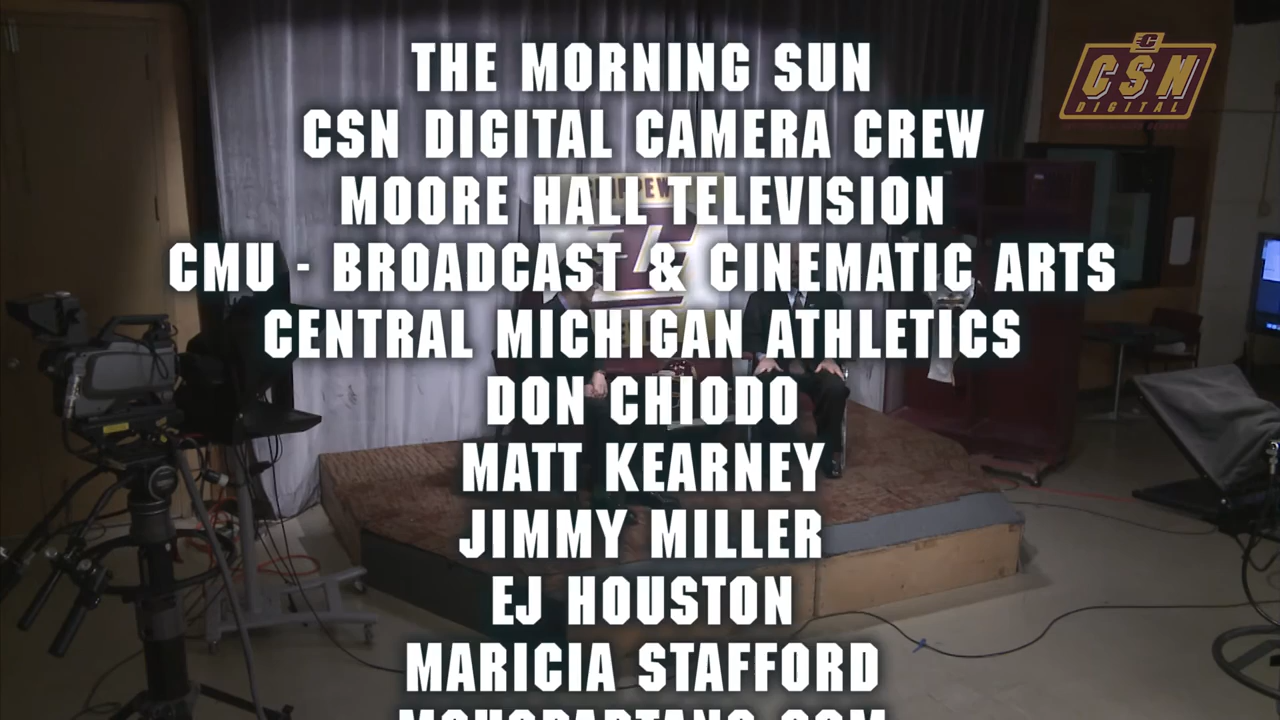 THE MORNING SUN
CSN DIGITAL CAMERA CREW
MOORE HALL TELEVISION
CMU - BROADCAST & CINEMATIC ARTS
CENTRAL MICHIGAN ATHLETICS
DON CHIODO
MATT KEARNEY
JIMMY MILLER
EJ HOUSTON
MARICIA STAFFORD
C
CSN
DIGITAL